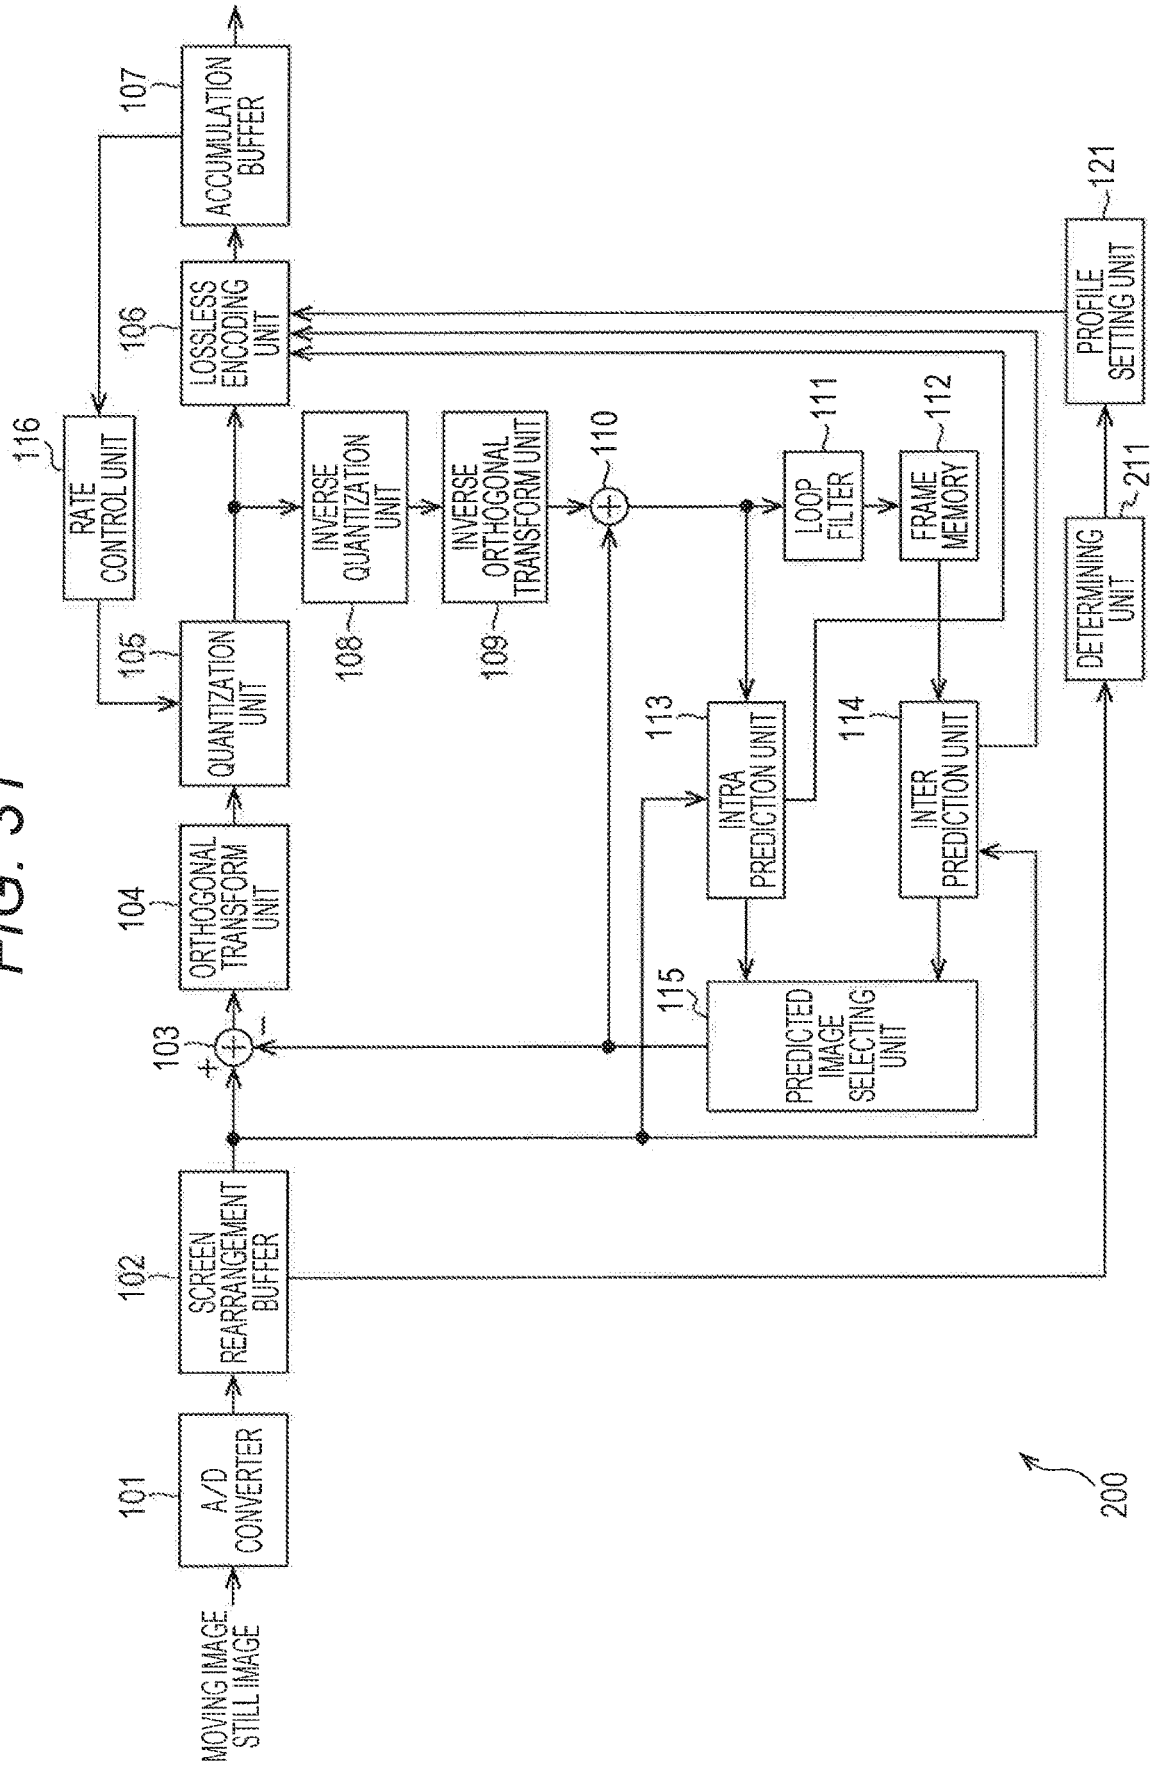 FIG. 31
MOVING IMAGE
STILL IMAGE
101
A/D
CONVERTER
102
SCREEN
REARRANGEMENT
BUFFER
103
+
−
104
ORTHOGONAL
TRANSFORM
UNIT
105
QUANTIZATION
UNIT
116
RATE
CONTROL UNIT
106
LOSSLESS
ENCODING
UNIT
107
ACCUMULATION
BUFFER
108
INVERSE
QUANTIZATION
UNIT
109
INVERSE
ORTHOGONAL
TRANSFORM UNIT
110
111
LOOP
FILTER
112
FRAME
MEMORY
113
INTRA
PREDICTION UNIT
114
INTER
PREDICTION UNIT
115
PREDICTED
IMAGE
SELECTING
UNIT
DETERMINING
UNIT
211
PROFILE
SETTING UNIT
121
200